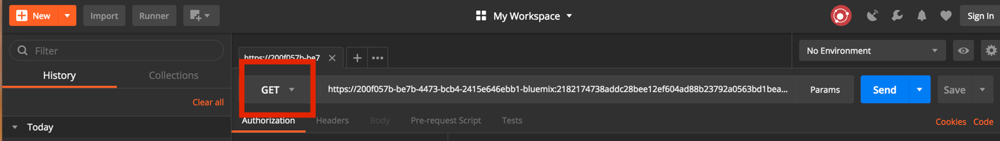 New
Import
Runner
My Workspace
Sign In
Filter
History
Collections
Clear all
Today
https://200f057b-be7
No Environment
GET
https://200f057b-be7b-4473-bcb4-2415e646ebb1-bluemix:2182174738addc28bee12ef604ad88b23792a0563bd1bea...
Params
Send
Save
Authorization
Headers
Body
Pre-request Script
Tests
Cookies
Code